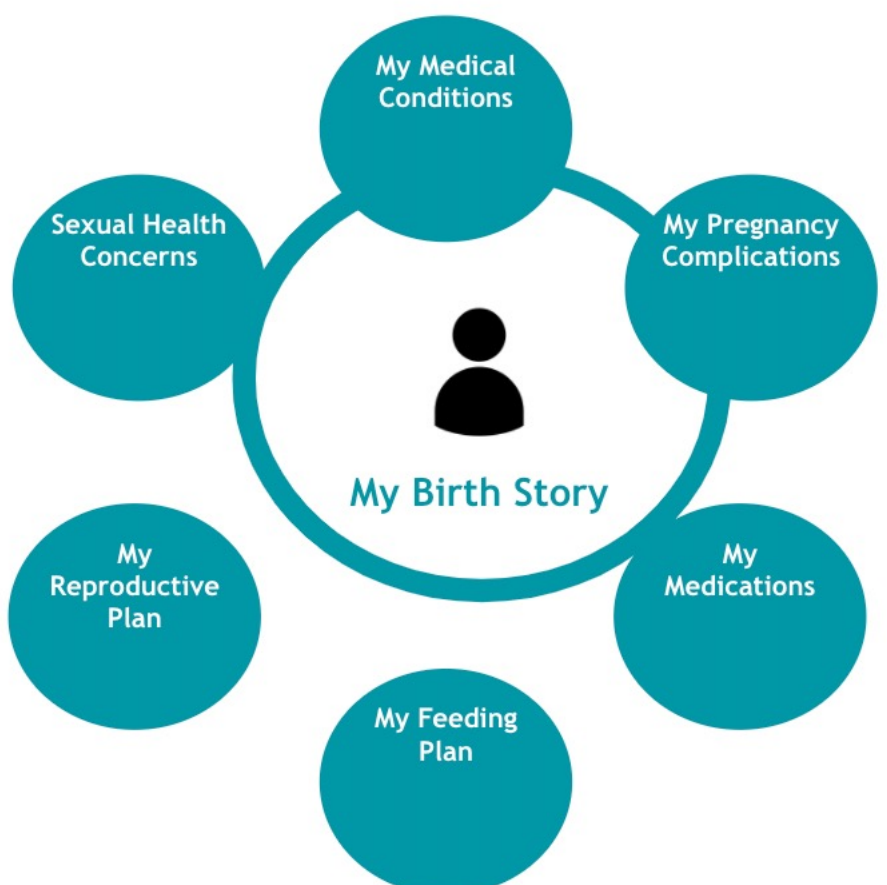 My Medical
Conditions
Sexual Health
Concerns
My Pregnancy
Complications
My Birth Story
My
Reproductive
Plan
My
Medications
My Feeding
Plan